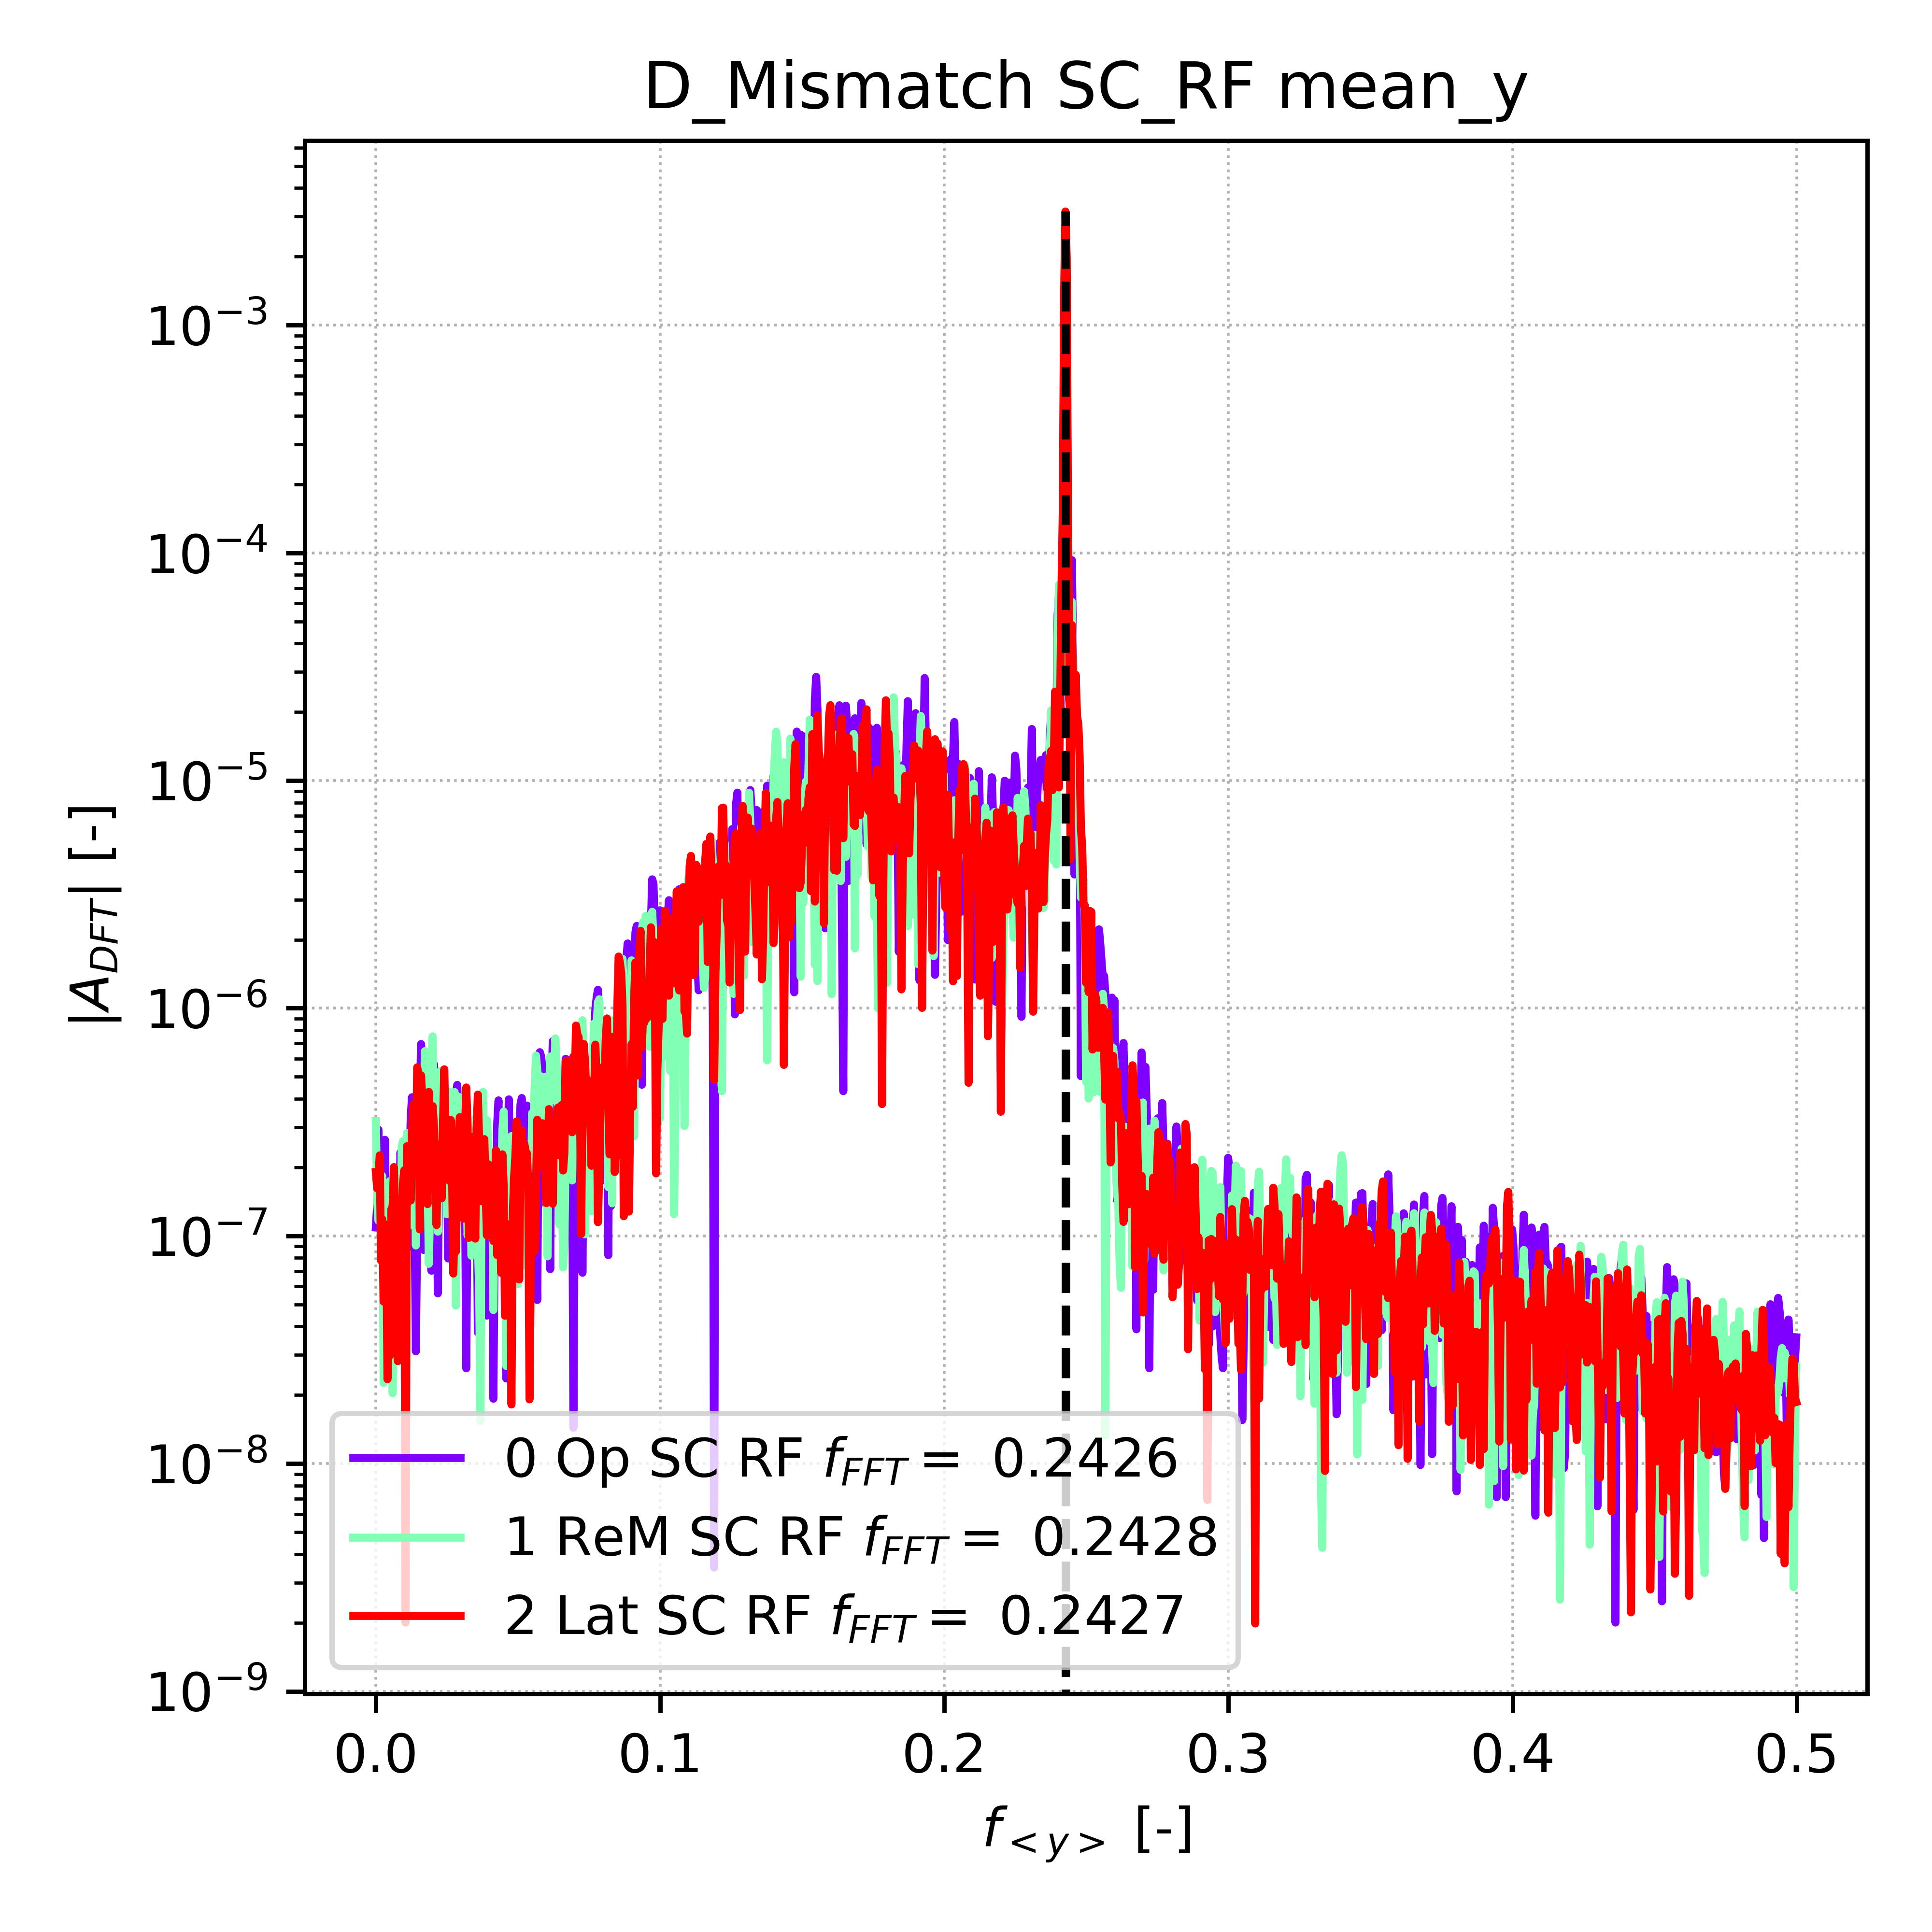 D_Mismatch SC_RF mean_y
|A_DFT| [-]
10^−3
10^−4
10^−5
10^−6
10^−7
10^−8
10^−9
0 Op SC RF f_FFT = 0.2426
1 ReM SC RF f_FFT = 0.2428
2 Lat SC RF f_FFT = 0.2427
0.0 0.1 0.2 0.3 0.4 0.5
f_<y> [-]